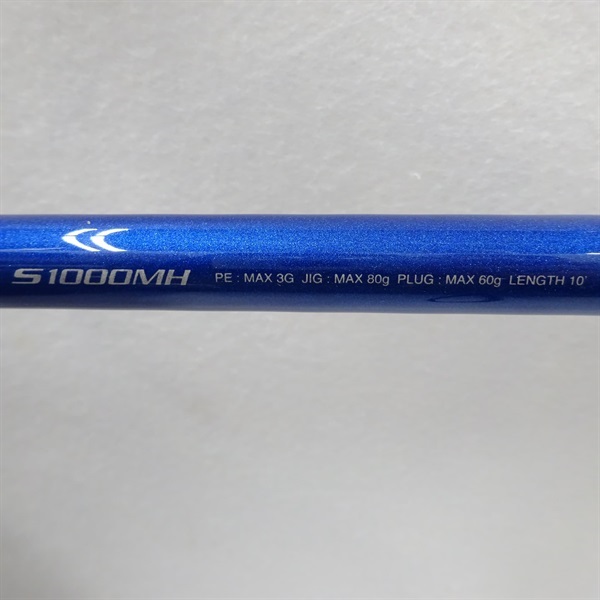 S1000MH PE : MAX 3G JIG : MAX 80g PLUG : MAX 60g LENGTH 10'